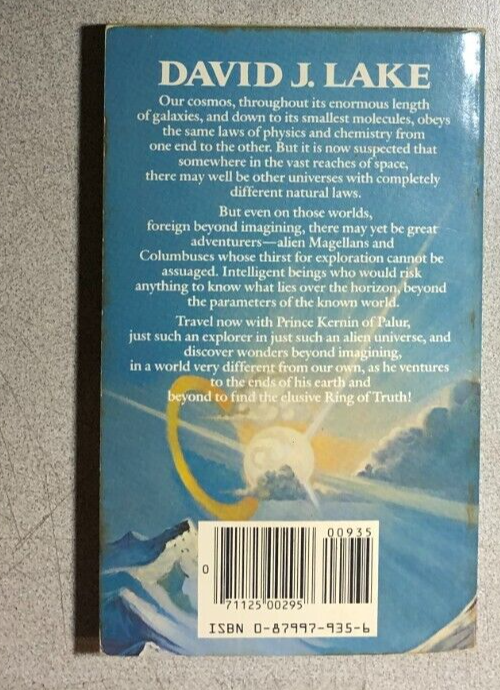 DAVID J. LAKE
Our cosmos, throughout its enormous length
of galaxies, and down to its smallest molecules, obeys
the same laws of physics and chemistry from
one end to the other. But it is now suspected that
somewhere in the vast reaches of space,
there may well be other universes with completely
different natural laws.
But even on those worlds,
foreign beyond imagining, there may yet be great
adventurers—alien Magellans and
Columbuses whose thirst for exploration cannot be
assuaged. Intelligent beings who would risk
anything to know what lies over the horizon, beyond
the parameters of the known world.
Travel now with Prince Kernin of Palur,
just such an explorer in just such an alien universe, and
discover wonders beyond imagining,
in a world very different from our own, as he ventures
to the ends of his earth and
beyond to find the elusive Ring of Truth!
00935
0
71125 00295
ISBN 0-87997-935-6